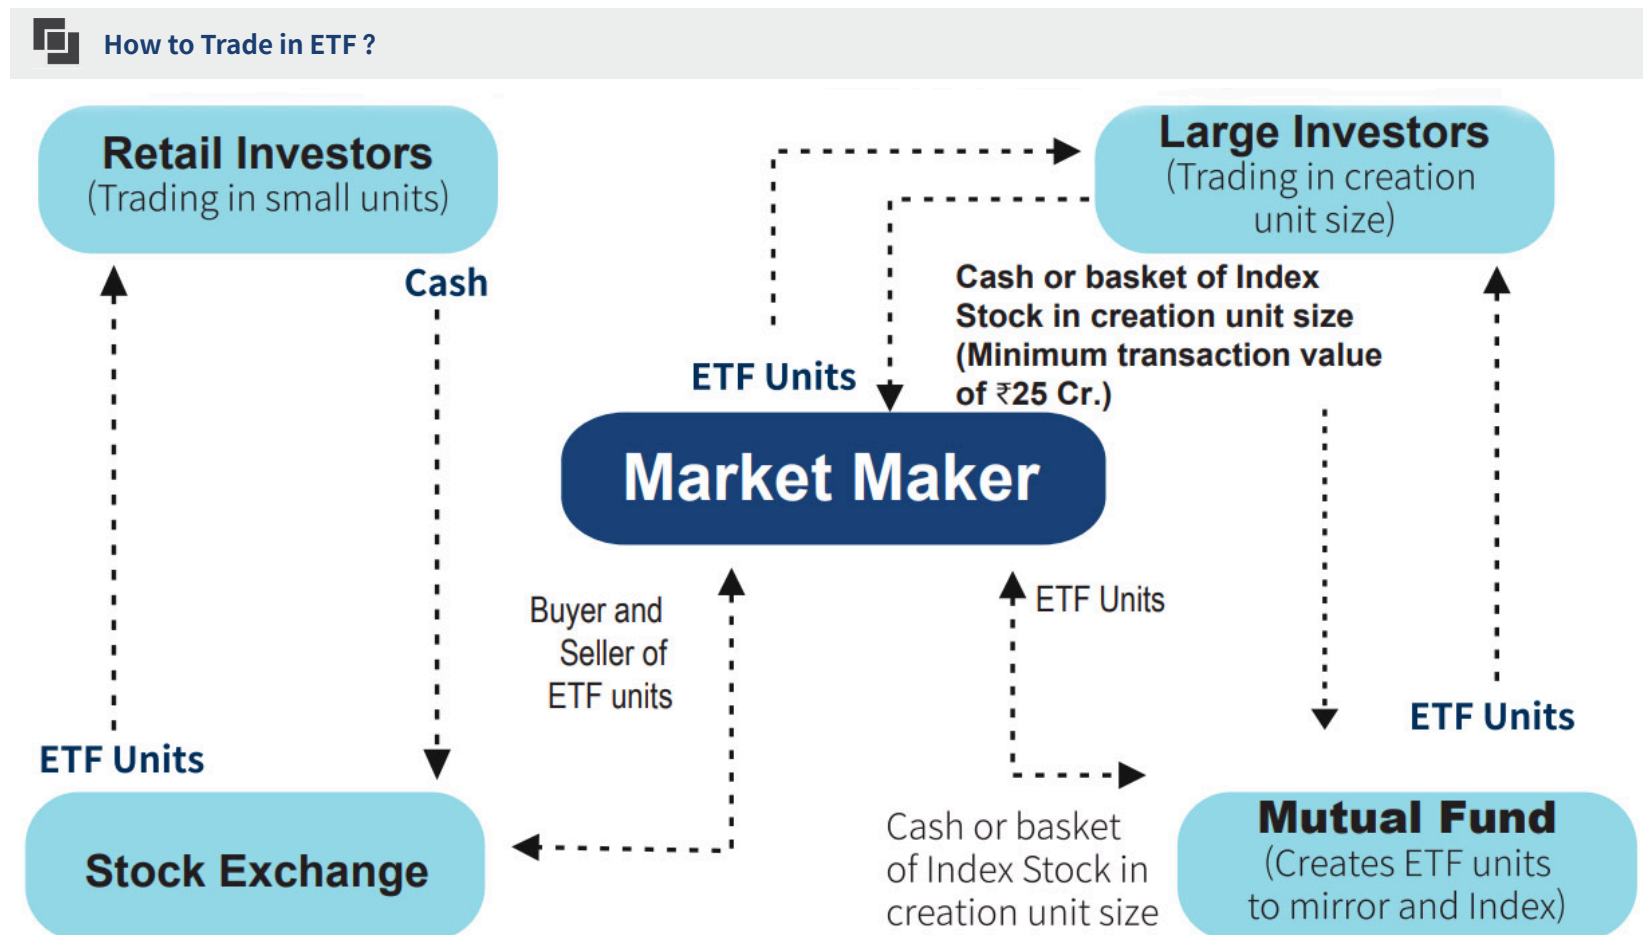 How to Trade in ETF ?
Retail Investors
(Trading in small units)
Large Investors
(Trading in creation
unit size)
Cash
Cash or basket of Index
Stock in creation unit size
(Minimum transaction value
of ₹25 Cr.)
ETF Units
Market Maker
Buyer and
Seller of
ETF units
ETF Units
ETF Units
ETF Units
Stock Exchange
Cash or basket
of Index Stock in
creation unit size
Mutual Fund
(Creates ETF units
to mirror and Index)